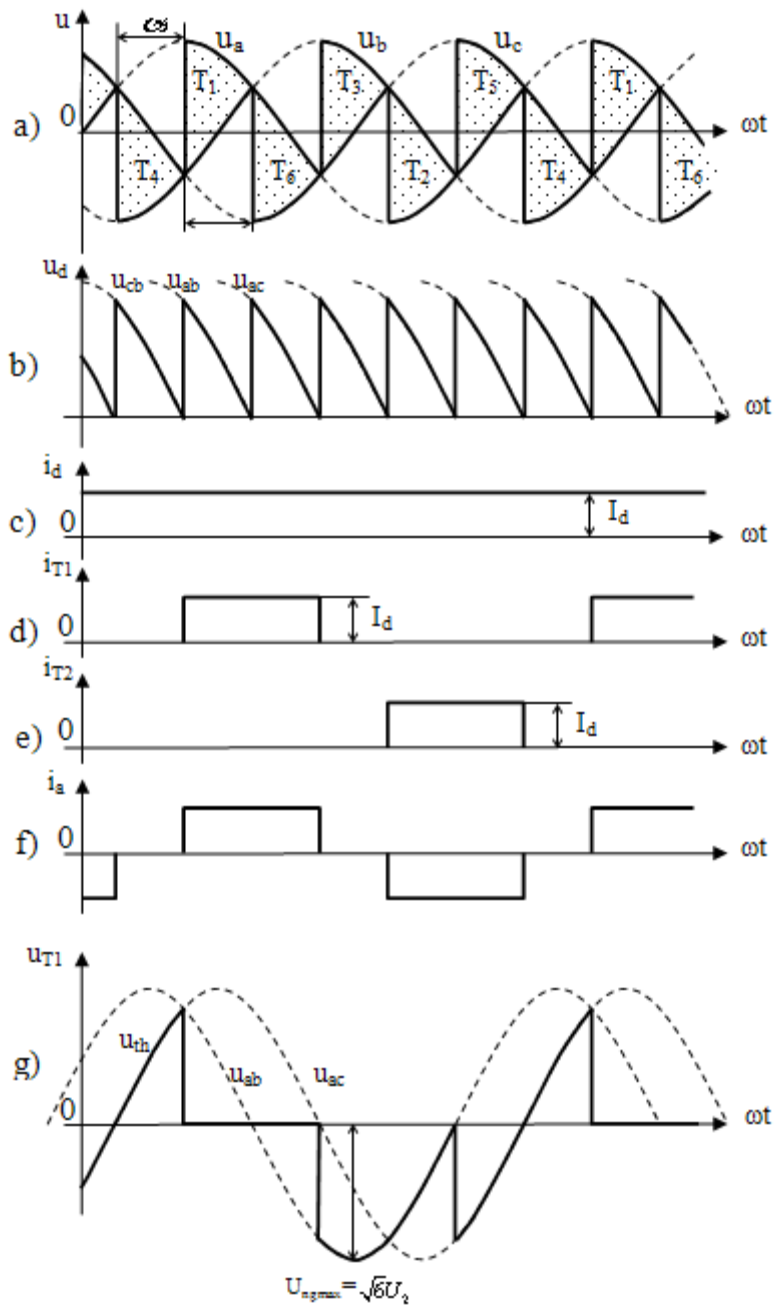 u
u_a u_b u_c
T_1 T_3 T_5 T_1
a) 0 ωt
T_4 T_6 T_2 T_4 T_6
u_d
u_cb u_ab u_ac
b)
ωt
i_d
I_d
c) 0 ωt
i_T1
I_d
d) 0 ωt
i_T2
I_d
e) 0 ωt
i_a
f) 0 ωt
u_T1
u_th
g) u_ab u_ac
0 ωt
U_ngmax = √6U_2